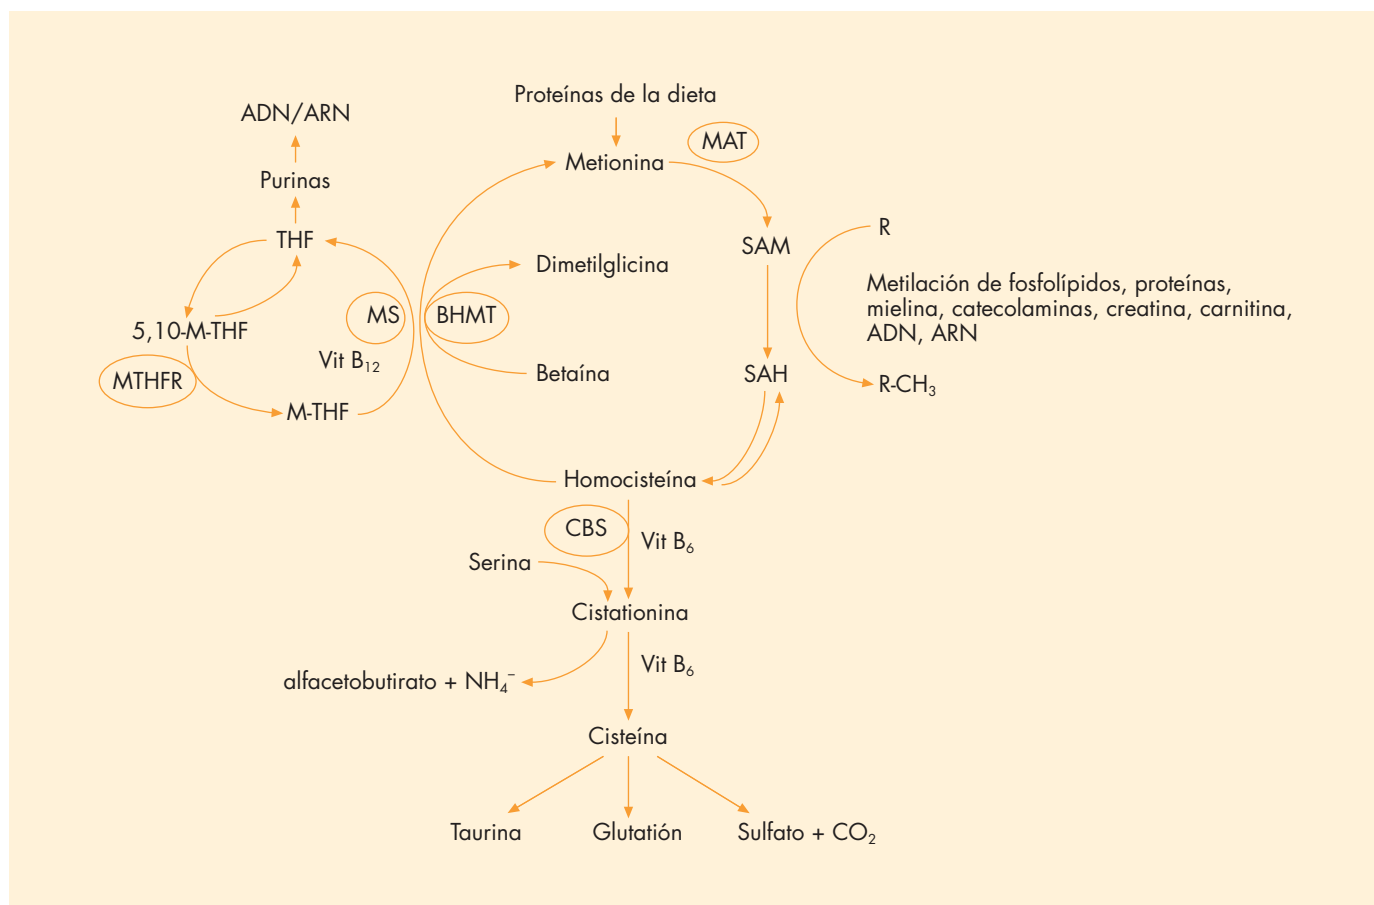 Proteínas de la dieta
ADN/ARN
MAT
Metionina
Purinas
THF
SAM
R
Dimetilglicina
Metilación de fosfolípidos, proteínas,
mielina, catecolaminas, creatina, carnitina,
ADN, ARN
5,10-M-THF
MS
BHMT
Vit B₁₂
MTHFR
Betaína
SAH
R-CH₃
M-THF
Homocisteína
CBS
Vit B₆
Serina
Cistationina
Vit B₆
alfacetobutirato + NH₄⁻
Cisteína
Taurina
Glutatión
Sulfato + CO₂